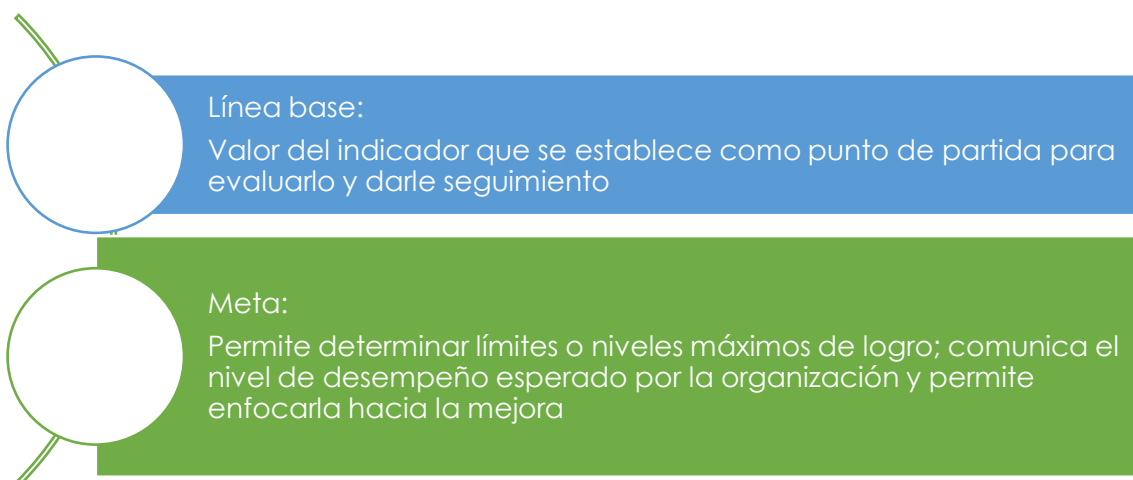 Línea base:
Valor del indicador que se establece como punto de partida para
evaluarlo y darle seguimiento
Meta:
Permite determinar límites o niveles máximos de logro; comunica el
nivel de desempeño esperado por la organización y permite
enfocarla hacia la mejora